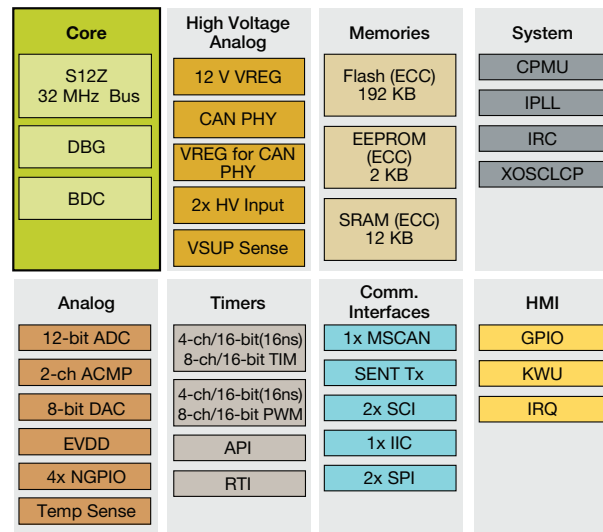 Core
S12Z
32 MHz Bus
DBG
BDC
High Voltage
Analog
12 V VREG
CAN PHY
VREG for CAN
PHY
2x HV Input
VSUP Sense
Memories
Flash (ECC)
192 KB
EEPROM
(ECC)
2 KB
SRAM (ECC)
12 KB
System
CPMU
IPLL
IRC
XOSCLCP
Analog
12-bit ADC
2-ch ACMP
8-bit DAC
EVDD
4x NGPIO
Temp Sense
Timers
4-ch/16-bit(16ns)
8-ch/16-bit TIM
4-ch/16-bit(16ns)
8-ch/16-bit PWM
API
RTI
Comm.
Interfaces
1x MSCAN
SENT Tx
2x SCI
1x IIC
2x SPI
HMI
GPIO
KWU
IRQ